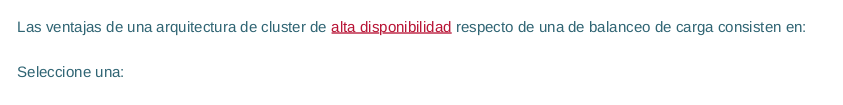 Las ventajas de una arquitectura de cluster de alta disponibilidad respecto de una de balanceo de carga consisten en:
Seleccione una: